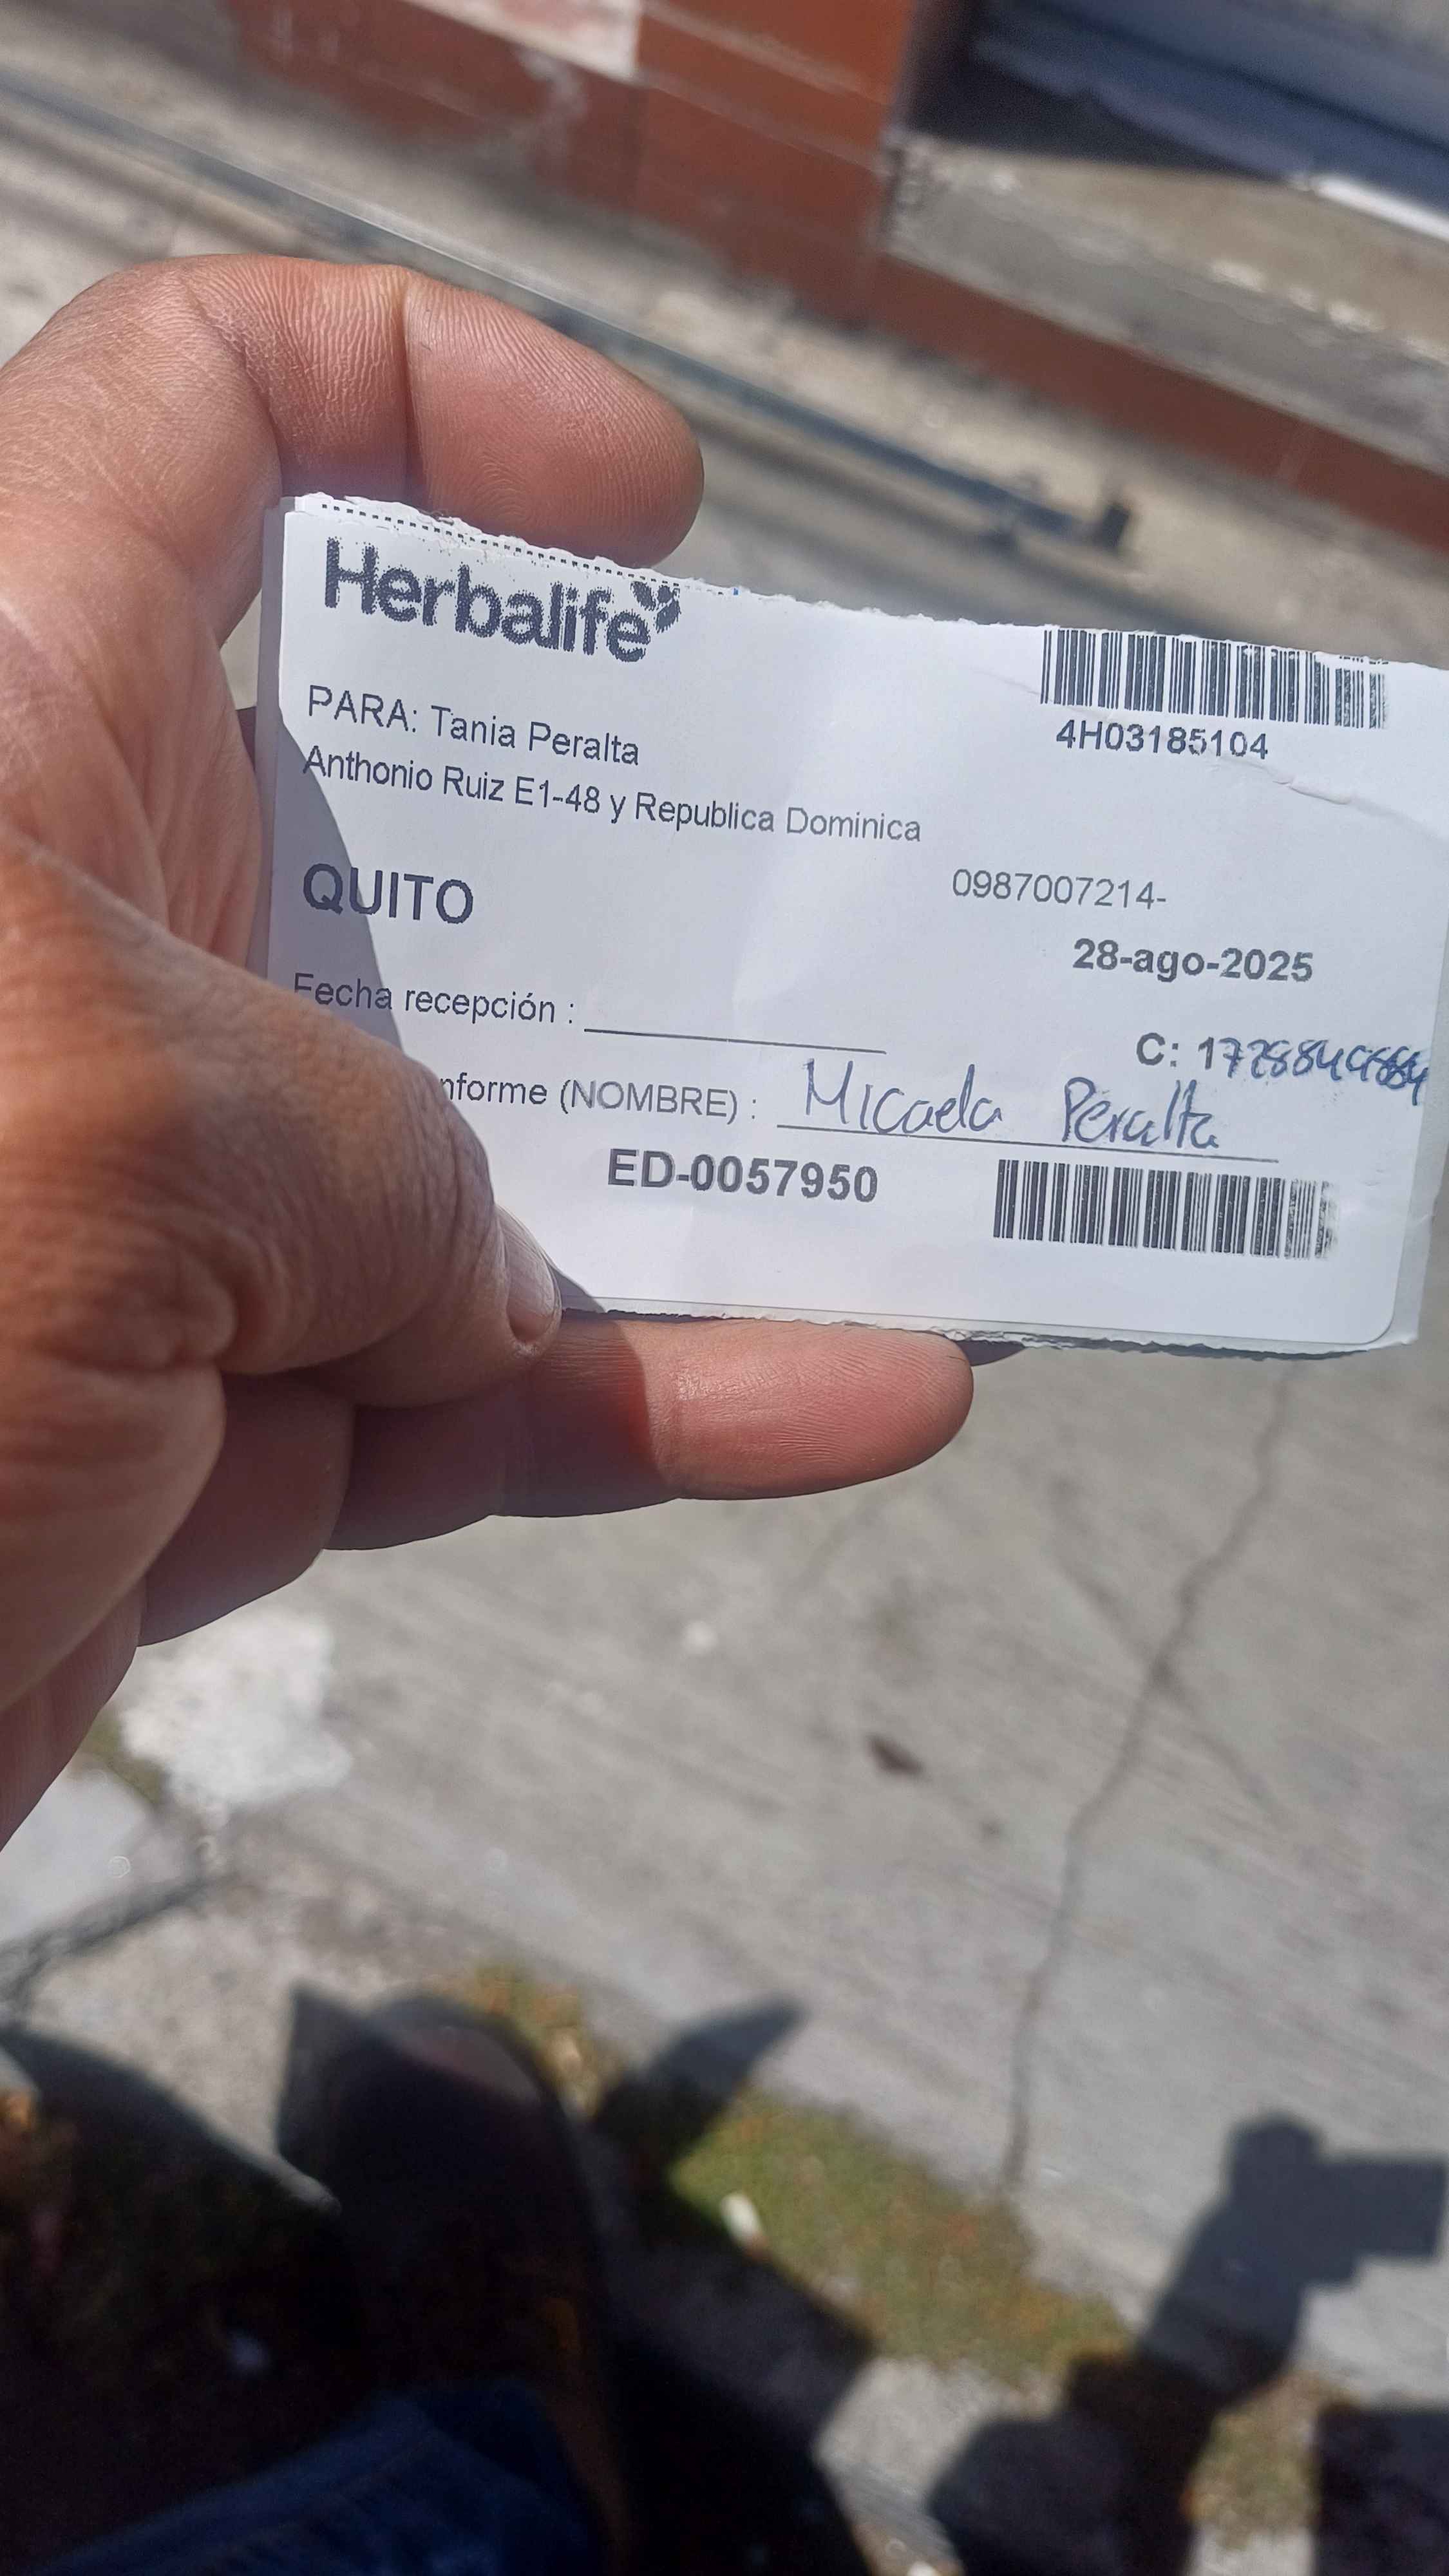 Herbalife
4H03185104
PARA: Tania Peralta
Anthonio Ruiz E1-48 y Republica Dominica
0987007214-
QUITO
28-ago-2025
Fecha recepción :
C: 1
nforme (NOMBRE) : Micaela Peralta
ED-0057950